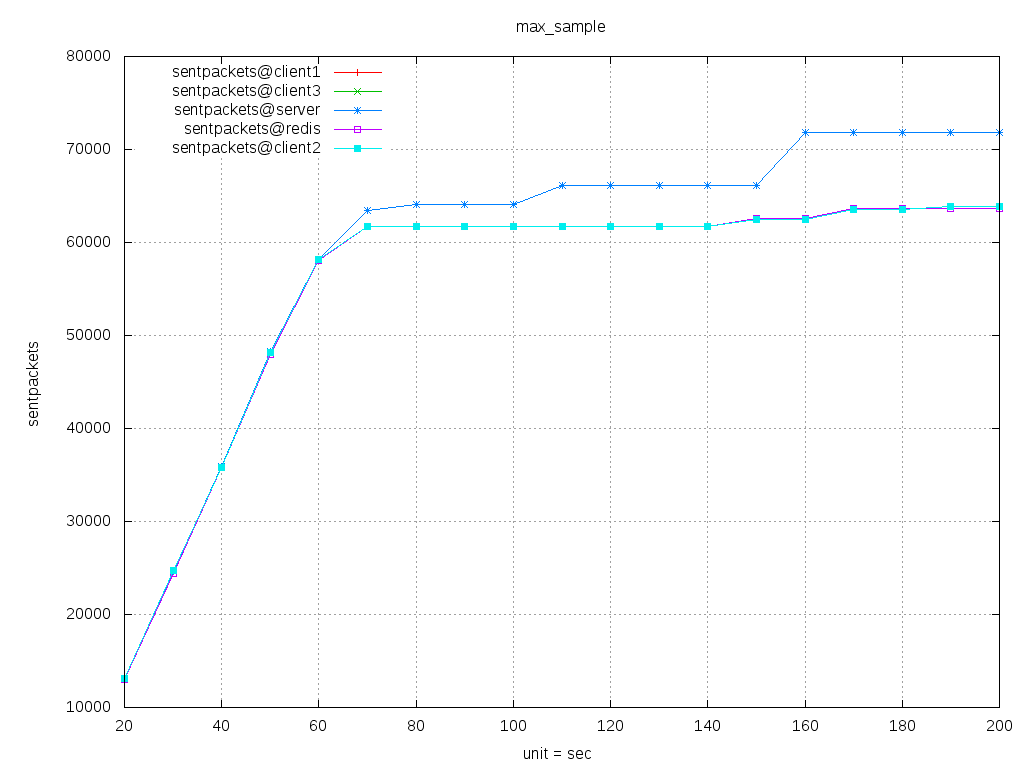 max_sample
80000
70000
60000
50000
40000
30000
20000
10000
sentpackets
sentpackets@client1
sentpackets@client3
sentpackets@server
sentpackets@redis
sentpackets@client2
20 40 60 80 100 120 140 160 180 200
unit = sec